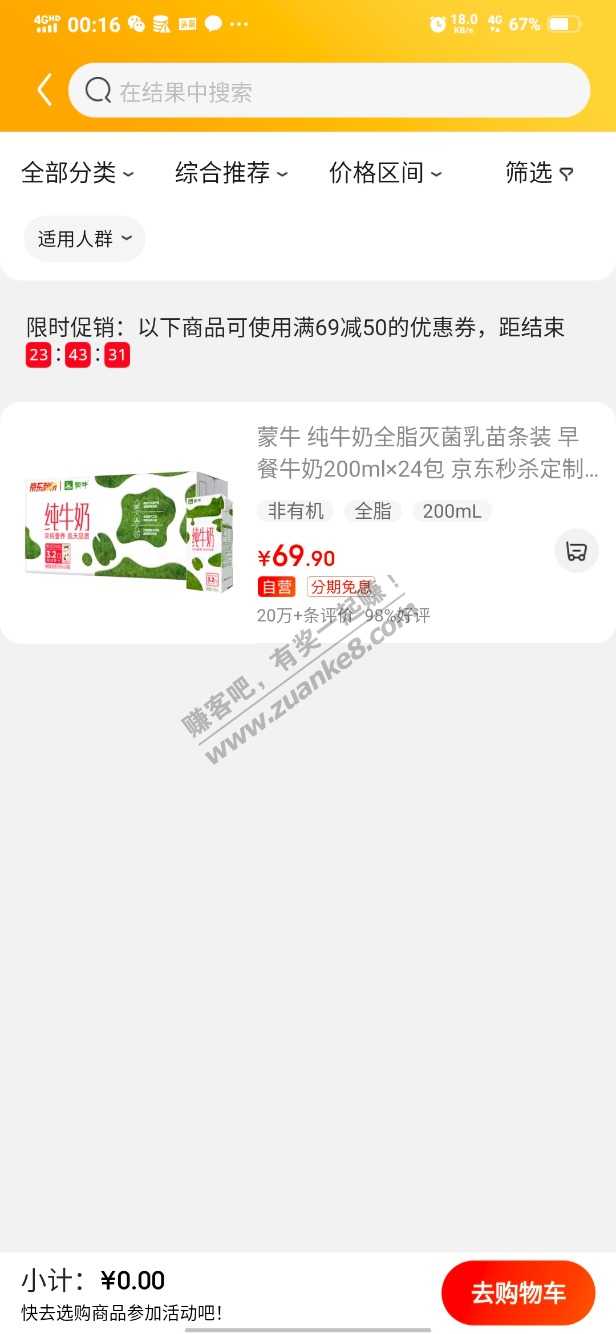 4GHD 00:16 18.0 KB/s 4G 67%
在结果中搜索
全部分类 综合推荐 价格区间 筛选
适用人群
限时促销：以下商品可使用满69减50的优惠券，距结束
23:43:31
蒙牛 纯牛奶全脂灭菌乳苗条装 早
餐牛奶200ml×24包 京东秒杀定制...
非有机 全脂 200mL
¥69.90
自营 分期免息
20万+条评价 98%好评
蒙牛
纯牛奶
3.2
纯牛奶
赚客吧，有奖一起赚！
www.zuanke8.com
小计：¥0.00
快去选购商品参加活动吧！
去购物车